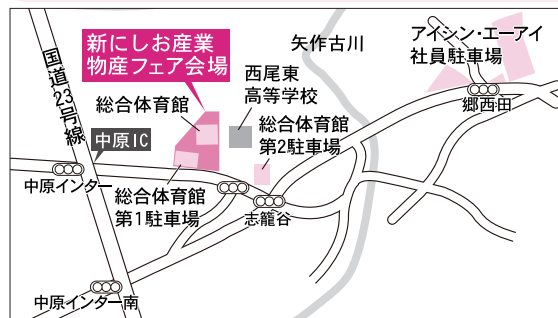 新にしお産業
物産フェア会場
矢作古川
アイシン・エーアイ
社員駐車場
国道23号線
総合体育館
西尾東
高等学校
郷西田
中原IC
総合体育館
第2駐車場
中原インター
総合体育館
第1駐車場
志籠谷
中原インター南